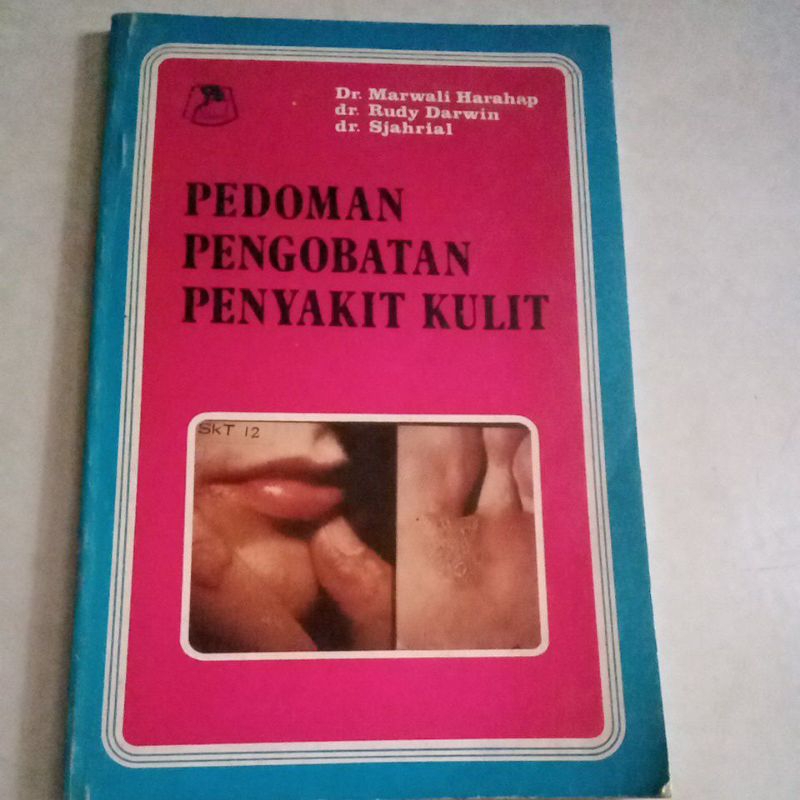 Dr. Marwali Harahap
dr. Rudy Darwin
dr. Sjahrial
PEDOMAN
PENGOBATAN
PENYAKIT KULIT
SKT 12